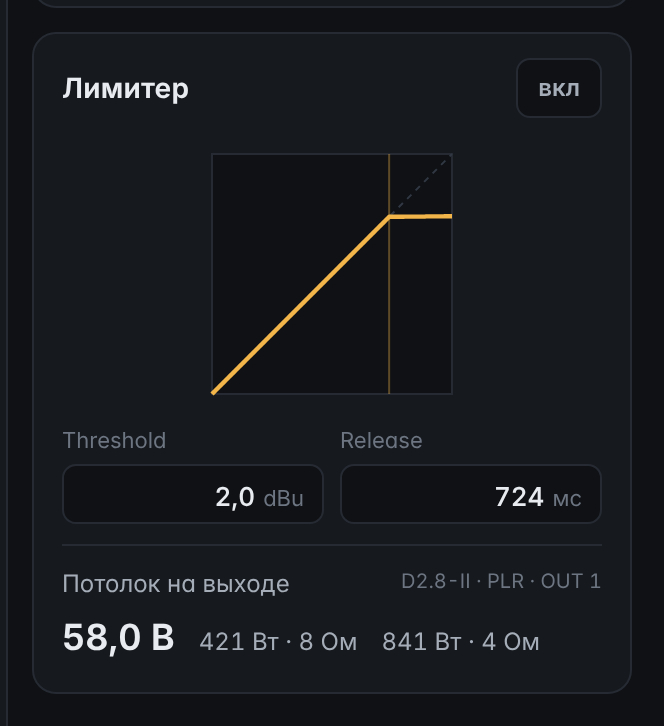 Лимитер
вкл
Threshold
Release
2,0 dBu
724 мс
Потолок на выходе
D2.8-II · PLR · OUT 1
58,0 В 421 Вт · 8 Ом 841 Вт · 4 Ом